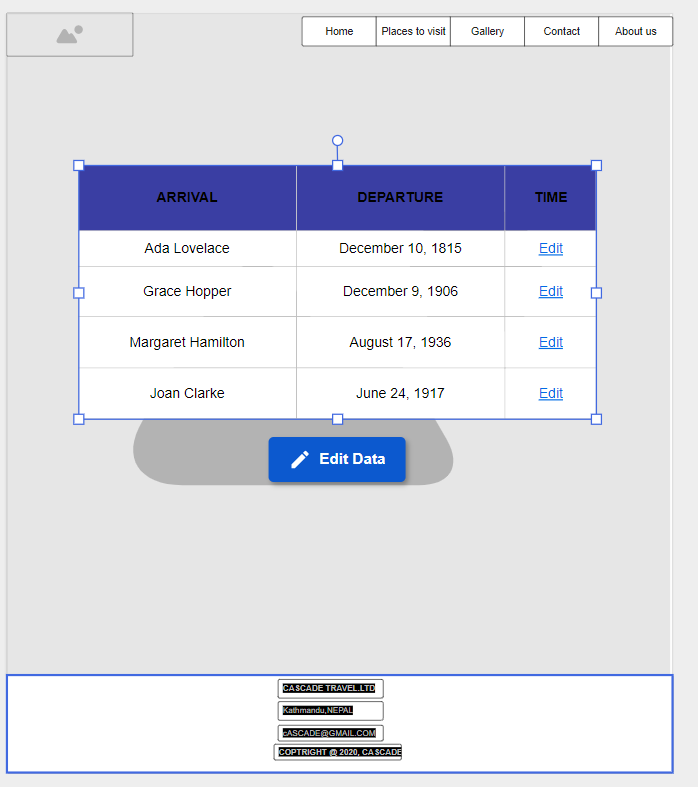 Home Places to visit Gallery Contact About us
ARRIVAL DEPARTURE TIME
Ada Lovelace December 10, 1815 Edit
Grace Hopper December 9, 1906 Edit
Margaret Hamilton August 17, 1936 Edit
Joan Clarke June 24, 1917 Edit
Edit Data
CASCADE TRAVEL.LTD
Kathmandu,NEPAL
cASCADE@GMAIL.COM
COPTRIGHT @ 2020, CASCADE